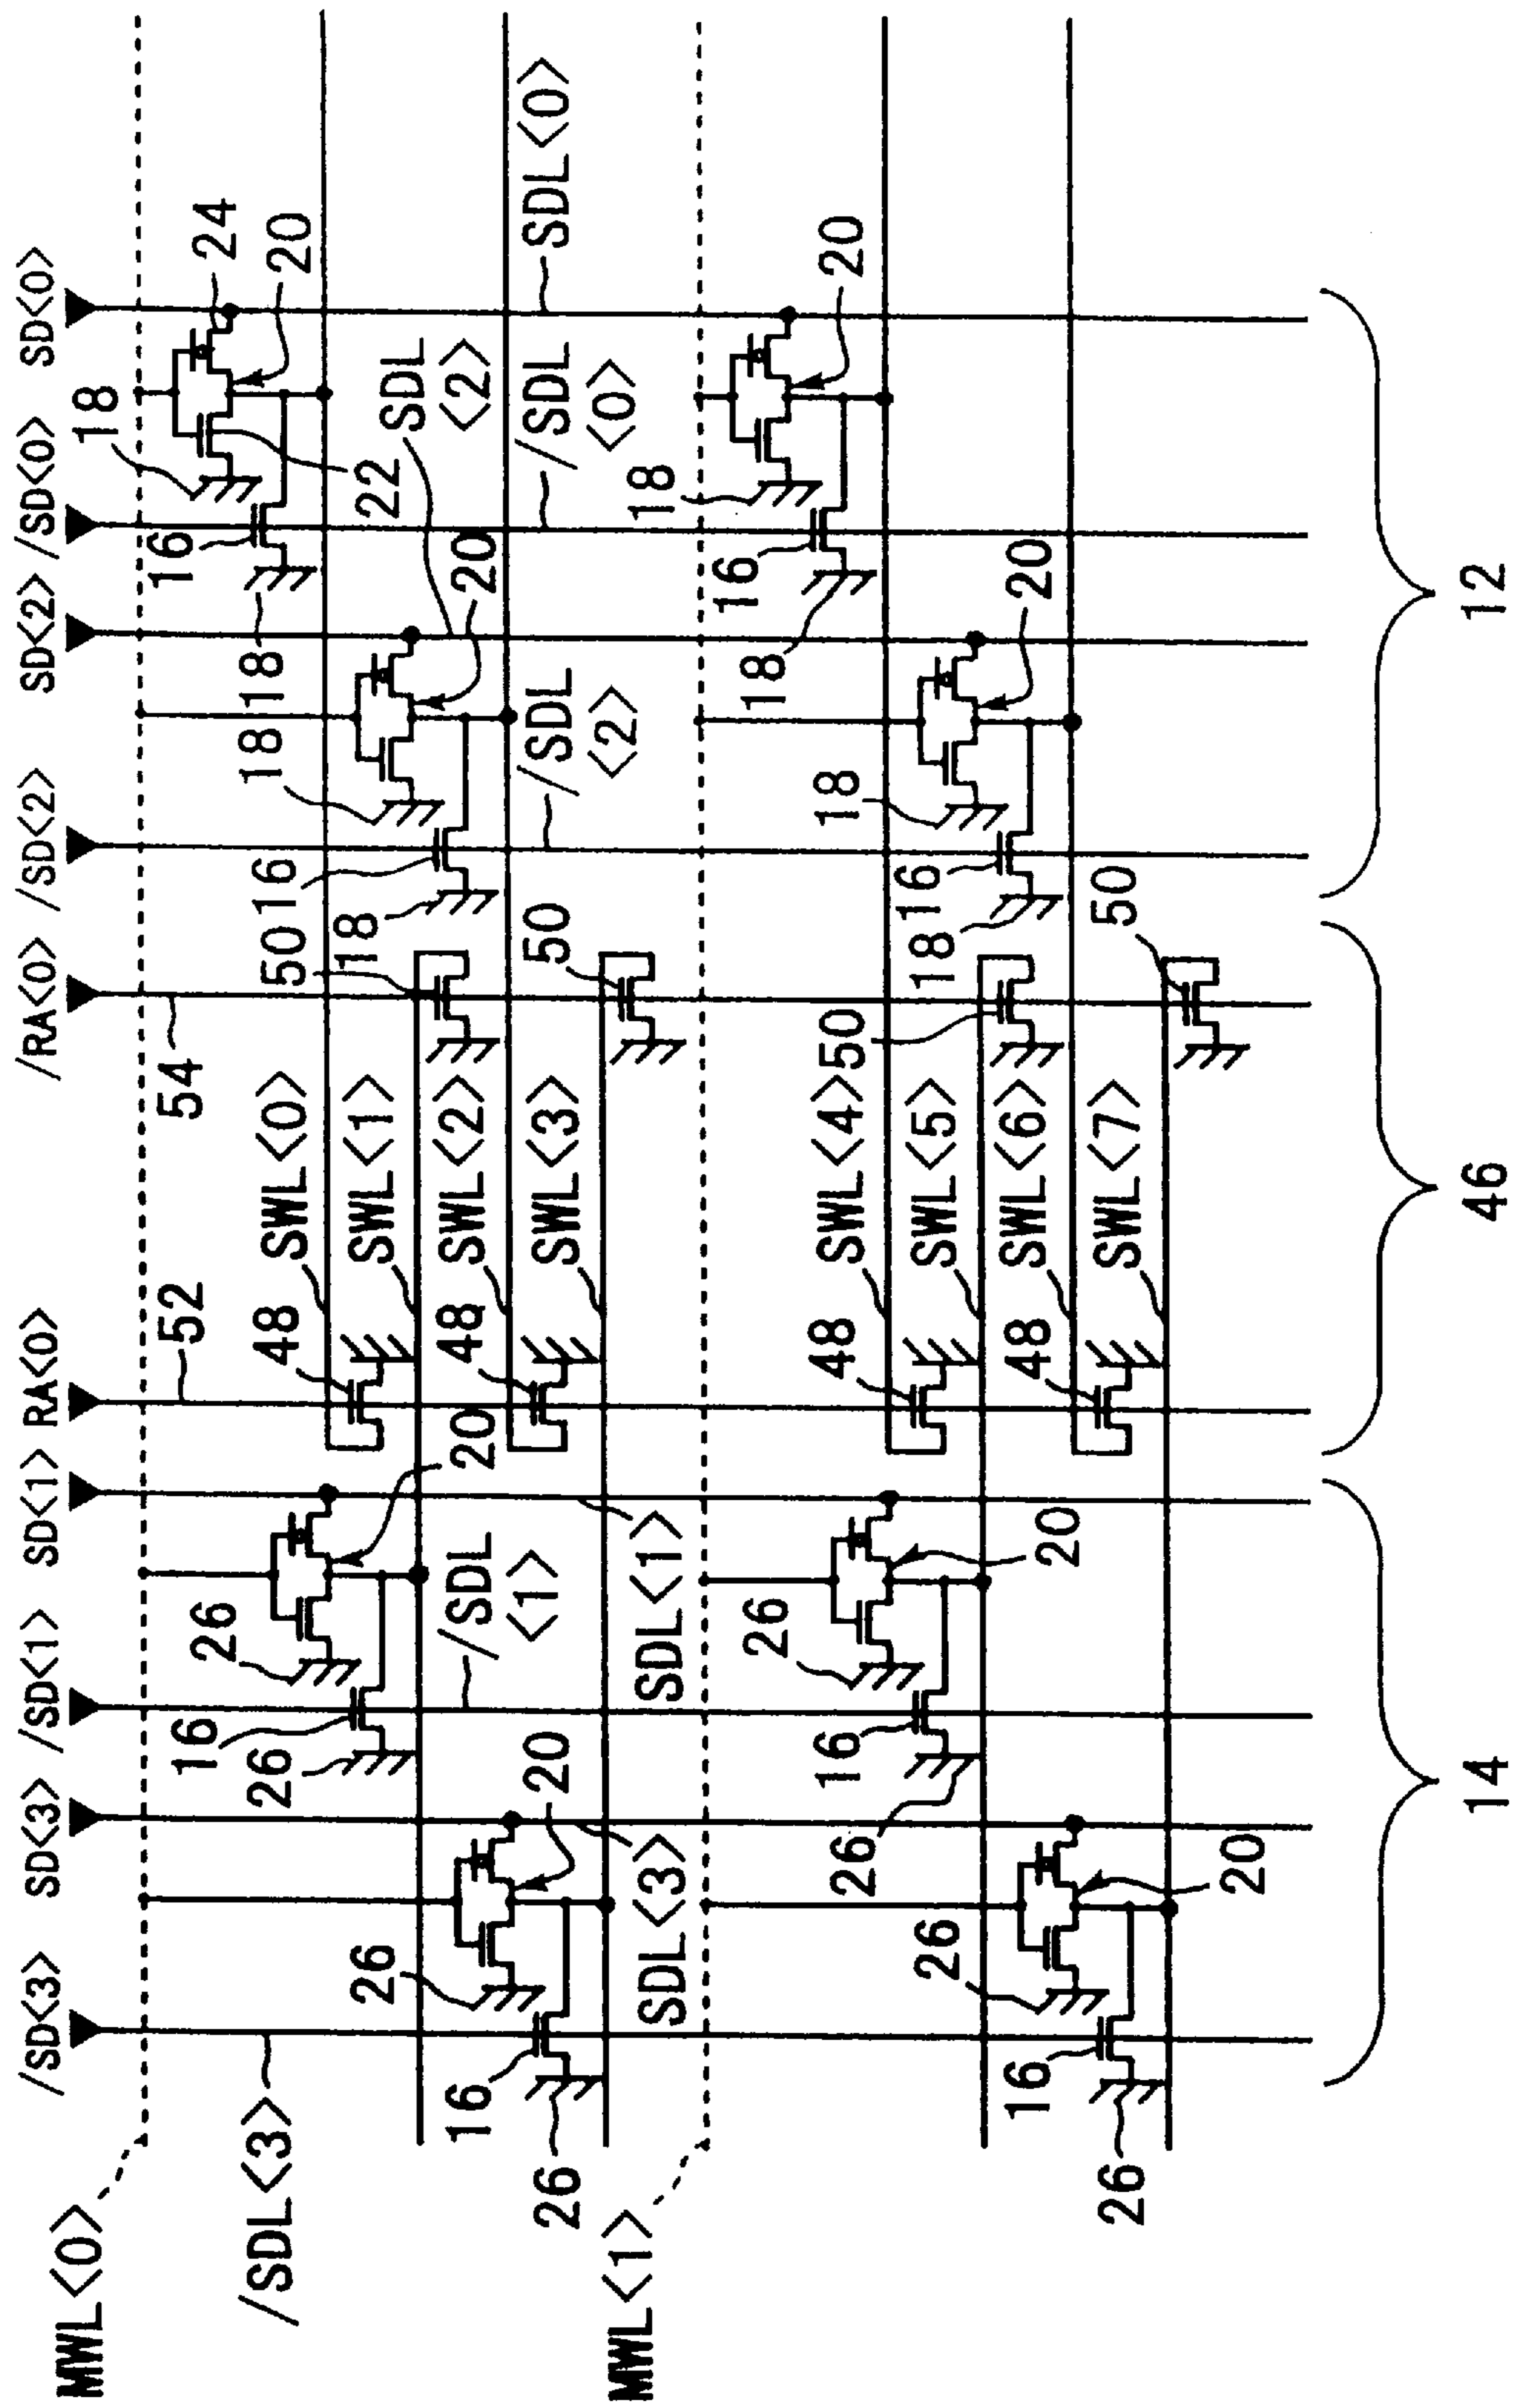 /SD<3> SD<3> /SD<1> SD<1> RA<0> /RA<0> /SD<2> SD<2> /SD<0> SD<0>
MWL<0> 18
16 52 54 16
26 24
/SDL<3> 26 48 SWL<0> 50 16 18 18 20
26 SWL<1> 18 22 SDL
16 /SDL 20 48 SWL<2> 20 <2>
26 20 <1> SWL<3> 50 /SDL /SDL SDL<0>
MWL<1> <2> <0>
SDL<3> SDL<1> 18
26 18 16
26 16 48 SWL<4> 50 18 20
26 SWL<5> 18 16
16 20 48 SWL<6> 20
26 SWL<7> 50
20
14 46 12